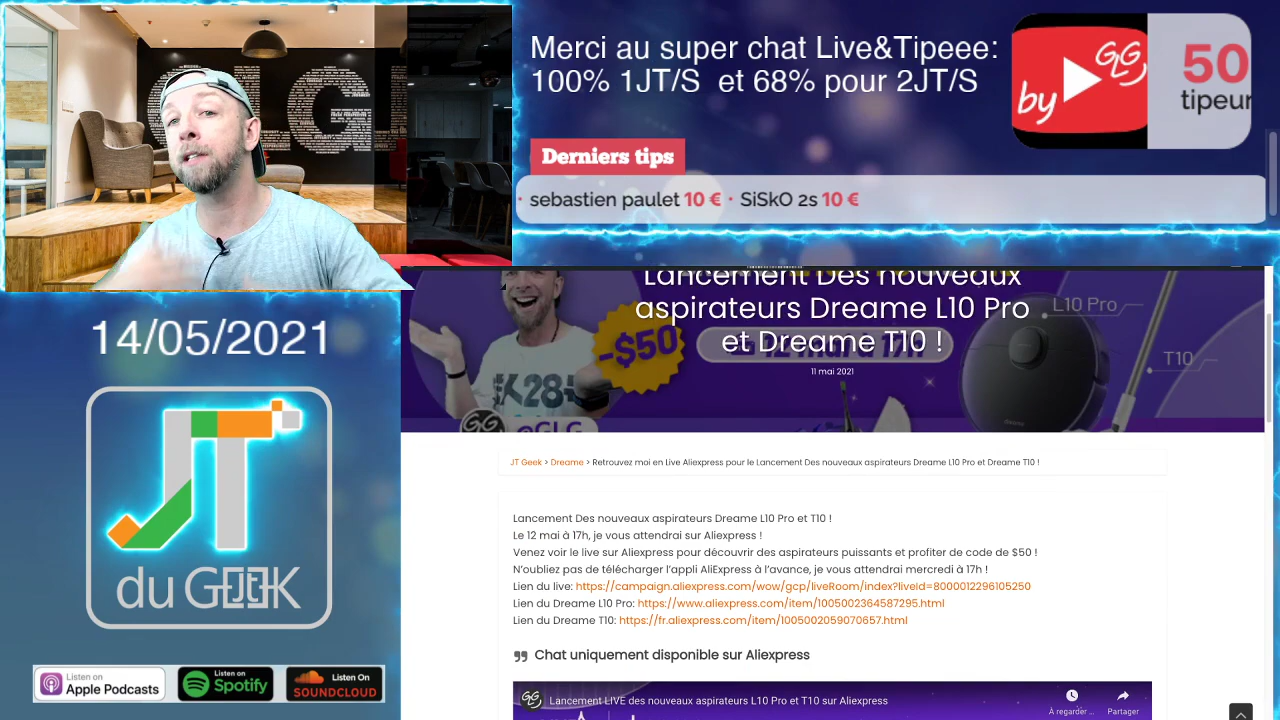 Merci au super chat Live&Tipeee:
100% 1JT/S et 68% pour 2JT/S
by GLG
50
tipeur
Derniers tips
· sebastien paulet 10 € · SiSkO 2s 10 €
14/05/2021
JT
du GEEK
Listen on
Apple Podcasts
Listen on
Spotify
Listen On
SOUNDCLOUD
Lancement Des nouveaux
aspirateurs Dreame L10 Pro
et Dreame T10 !
11 mai 2021
-$50
L10 Pro
T10
JT Geek > Dreame > Retrouvez moi en Live Aliexpress pour le Lancement Des nouveaux aspirateurs Dreame L10 Pro et Dreame T10 !
Lancement Des nouveaux aspirateurs Dreame L10 Pro et T10 !
Le 12 mai à 17h, je vous attendrai sur Aliexpress !
Venez voir le live sur Aliexpress pour découvrir des aspirateurs puissants et profiter de code de $50 !
N'oubliez pas de télécharger l'appli AliExpress à l'avance, je vous attendrai mercredi à 17h !
Lien du live: https://campaign.aliexpress.com/wow/gcp/liveRoom/index?liveId=8000012296105250
Lien du Dreame L10 Pro: https://www.aliexpress.com/item/1005002364587295.html
Lien du Dreame T10: https://fr.aliexpress.com/item/1005002059070657.html
Chat uniquement disponible sur Aliexpress
Lancement LIVE des nouveaux aspirateurs L10 Pro et T10 sur Aliexpress
À regarder ...
Partager